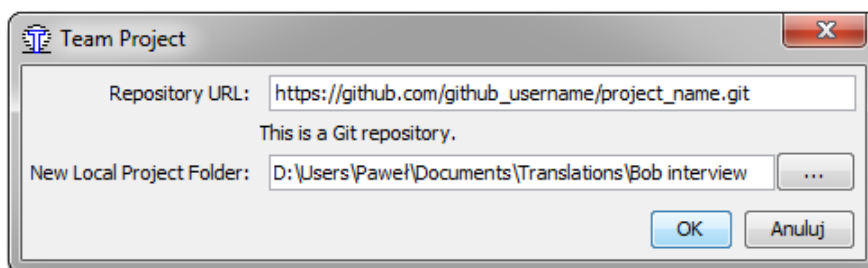 Team Project
Repository URL: https://github.com/github_username/project_name.git
This is a Git repository.
New Local Project Folder: D:\Users\Paweł\Documents\Translations\Bob interview ...
OK Anuluj